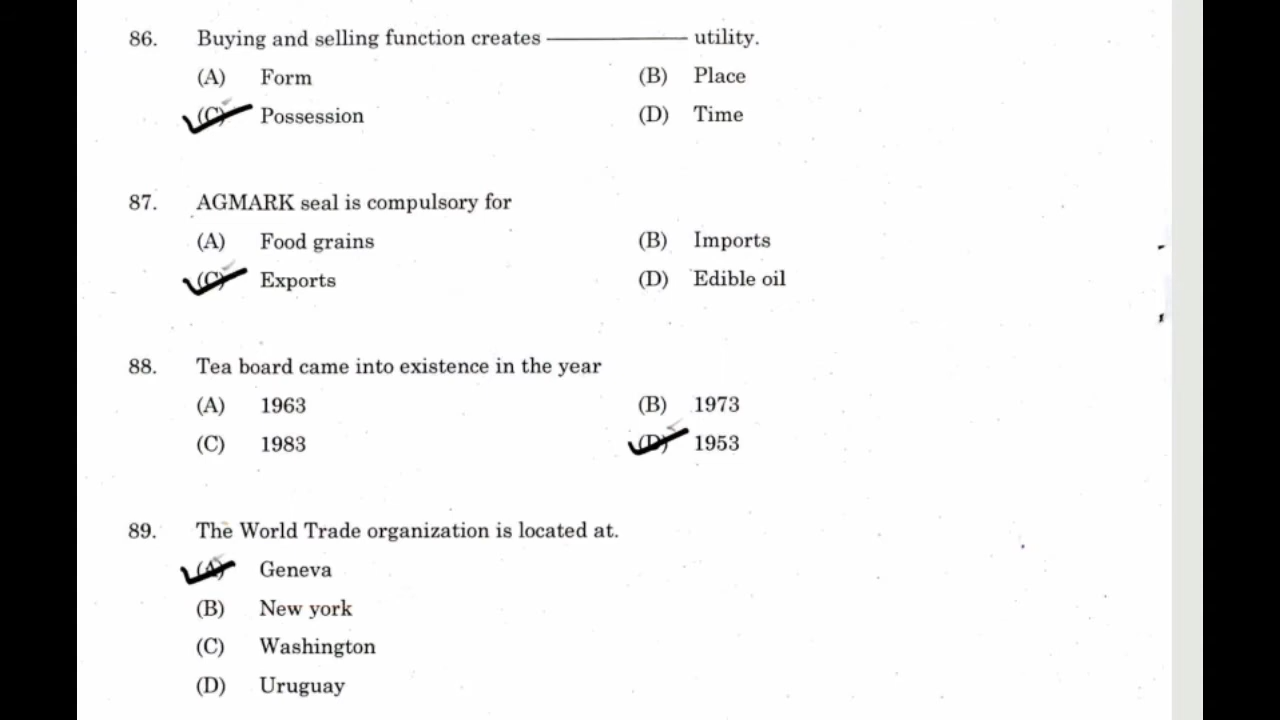 86. Buying and selling function creates ————— utility.
(A) Form (B) Place
(C) Possession (D) Time
87. AGMARK seal is compulsory for
(A) Food grains (B) Imports
(C) Exports (D) Edible oil
88. Tea board came into existence in the year
(A) 1963 (B) 1973
(C) 1983 (D) 1953
89. The World Trade organization is located at.
(A) Geneva
(B) New york
(C) Washington
(D) Uruguay